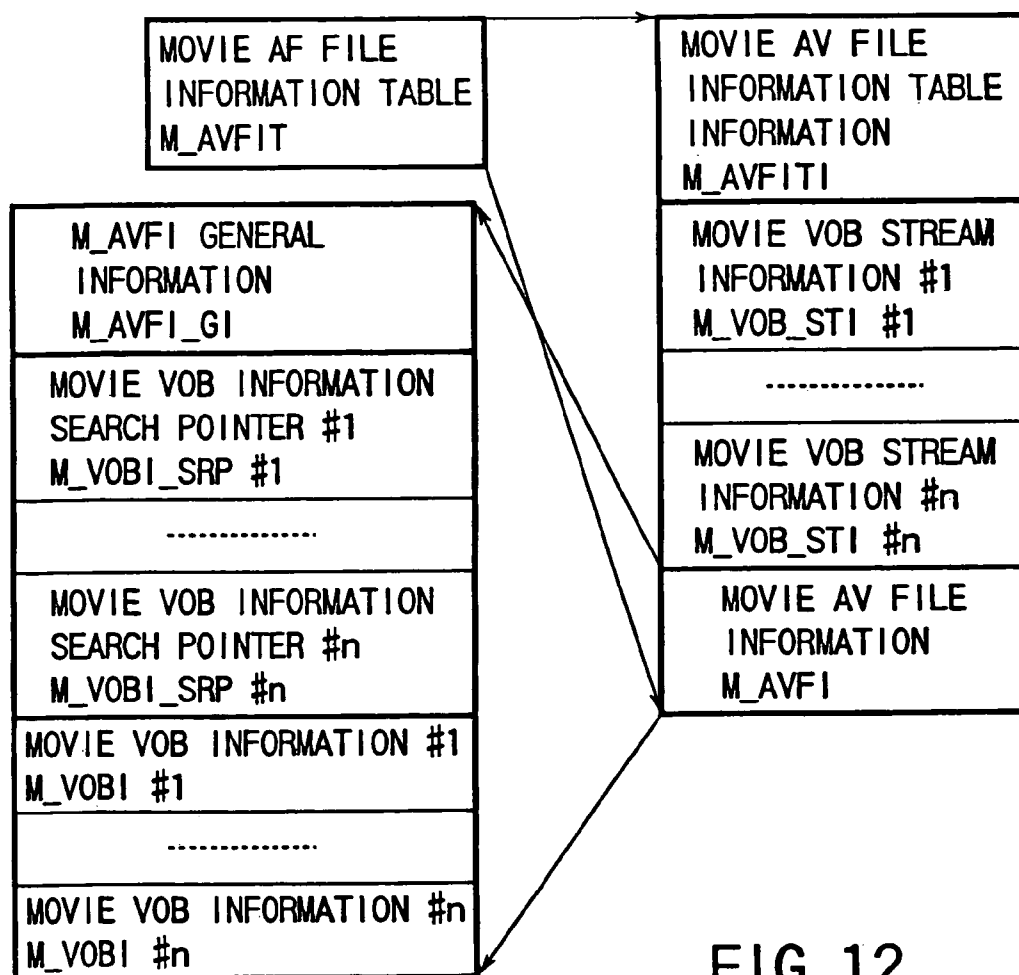 MOVIE AF FILE
INFORMATION TABLE
M_AVFIT
MOVIE AV FILE
INFORMATION TABLE
INFORMATION
M_AVFITI
MOVIE VOB STREAM
INFORMATION #1
M_VOB_STI #1
MOVIE VOB STREAM
INFORMATION #n
M_VOB_STI #n
MOVIE AV FILE
INFORMATION
M_AVFI
M_AVFI GENERAL
INFORMATION
M_AVFI_GI
MOVIE VOB INFORMATION
SEARCH POINTER #1
M_VOBI_SRP #1
MOVIE VOB INFORMATION
SEARCH POINTER #n
M_VOBI_SRP #n
MOVIE VOB INFORMATION #1
M_VOBI #1
MOVIE VOB INFORMATION #n
M_VOBI #n
FIG. 12